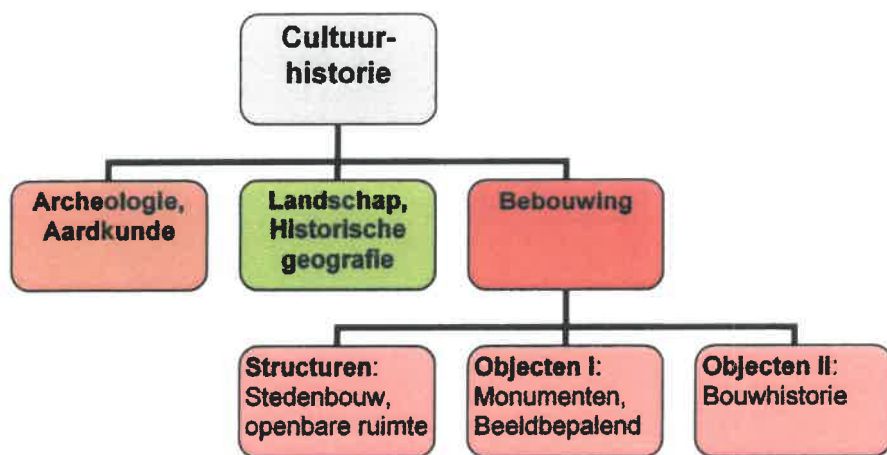 Cultuur-
historie
Archeologie,
Aardkunde
Landschap,
Historische
geografie
Bebouwing
Structuren:
Stedenbouw,
openbare ruimte
Objecten I:
Monumenten,
Beeldbepalend
Objecten II:
Bouwhistorie